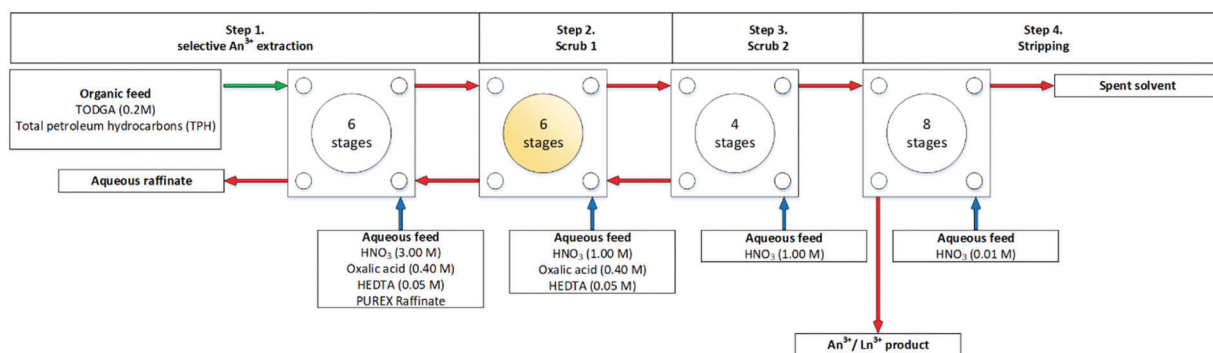 Step 1.
selective An³⁺ extraction
Step 2.
Scrub 1
Step 3.
Scrub 2
Step 4.
Stripping
Organic feed
TODGA (0.2M)
Total petroleum hydrocarbons (TPH)
6
stages
6
stages
4
stages
8
stages
Spent solvent
Aqueous raffinate
Aqueous feed
HNO₃ (3.00 M)
Oxalic acid (0.40 M)
HEDTA (0.05 M)
PUREX Raffinate
Aqueous feed
HNO₃ (1.00 M)
Oxalic acid (0.40 M)
HEDTA (0.05 M)
Aqueous feed
HNO₃ (1.00 M)
Aqueous feed
HNO₃ (0.01 M)
An³⁺/ Ln³⁺ product